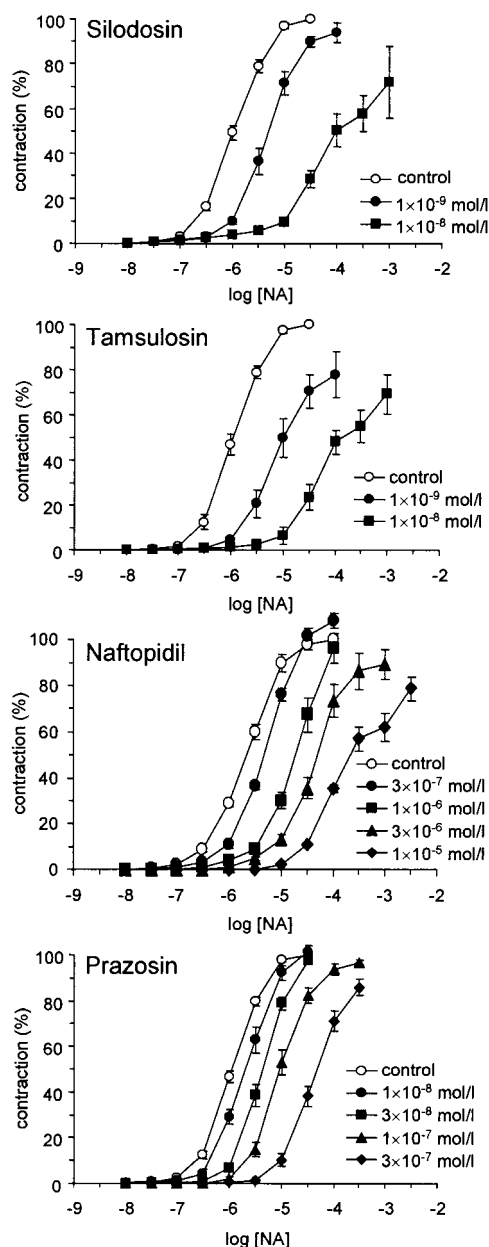 Silodosin
contraction (%)
100
80
60
40
20
0
control
1×10⁻⁹ mol/l
1×10⁻⁸ mol/l
-9 -8 -7 -6 -5 -4 -3 -2
log [NA]
Tamsulosin
contraction (%)
100
80
60
40
20
0
control
1×10⁻⁹ mol/l
1×10⁻⁸ mol/l
-9 -8 -7 -6 -5 -4 -3 -2
log [NA]
Naftopidil
contraction (%)
100
80
60
40
20
0
control
3×10⁻⁷ mol/l
1×10⁻⁶ mol/l
3×10⁻⁶ mol/l
1×10⁻⁵ mol/l
-9 -8 -7 -6 -5 -4 -3 -2
log [NA]
Prazosin
contraction (%)
100
80
60
40
20
0
control
1×10⁻⁸ mol/l
3×10⁻⁸ mol/l
1×10⁻⁷ mol/l
3×10⁻⁷ mol/l
-9 -8 -7 -6 -5 -4 -3 -2
log [NA]